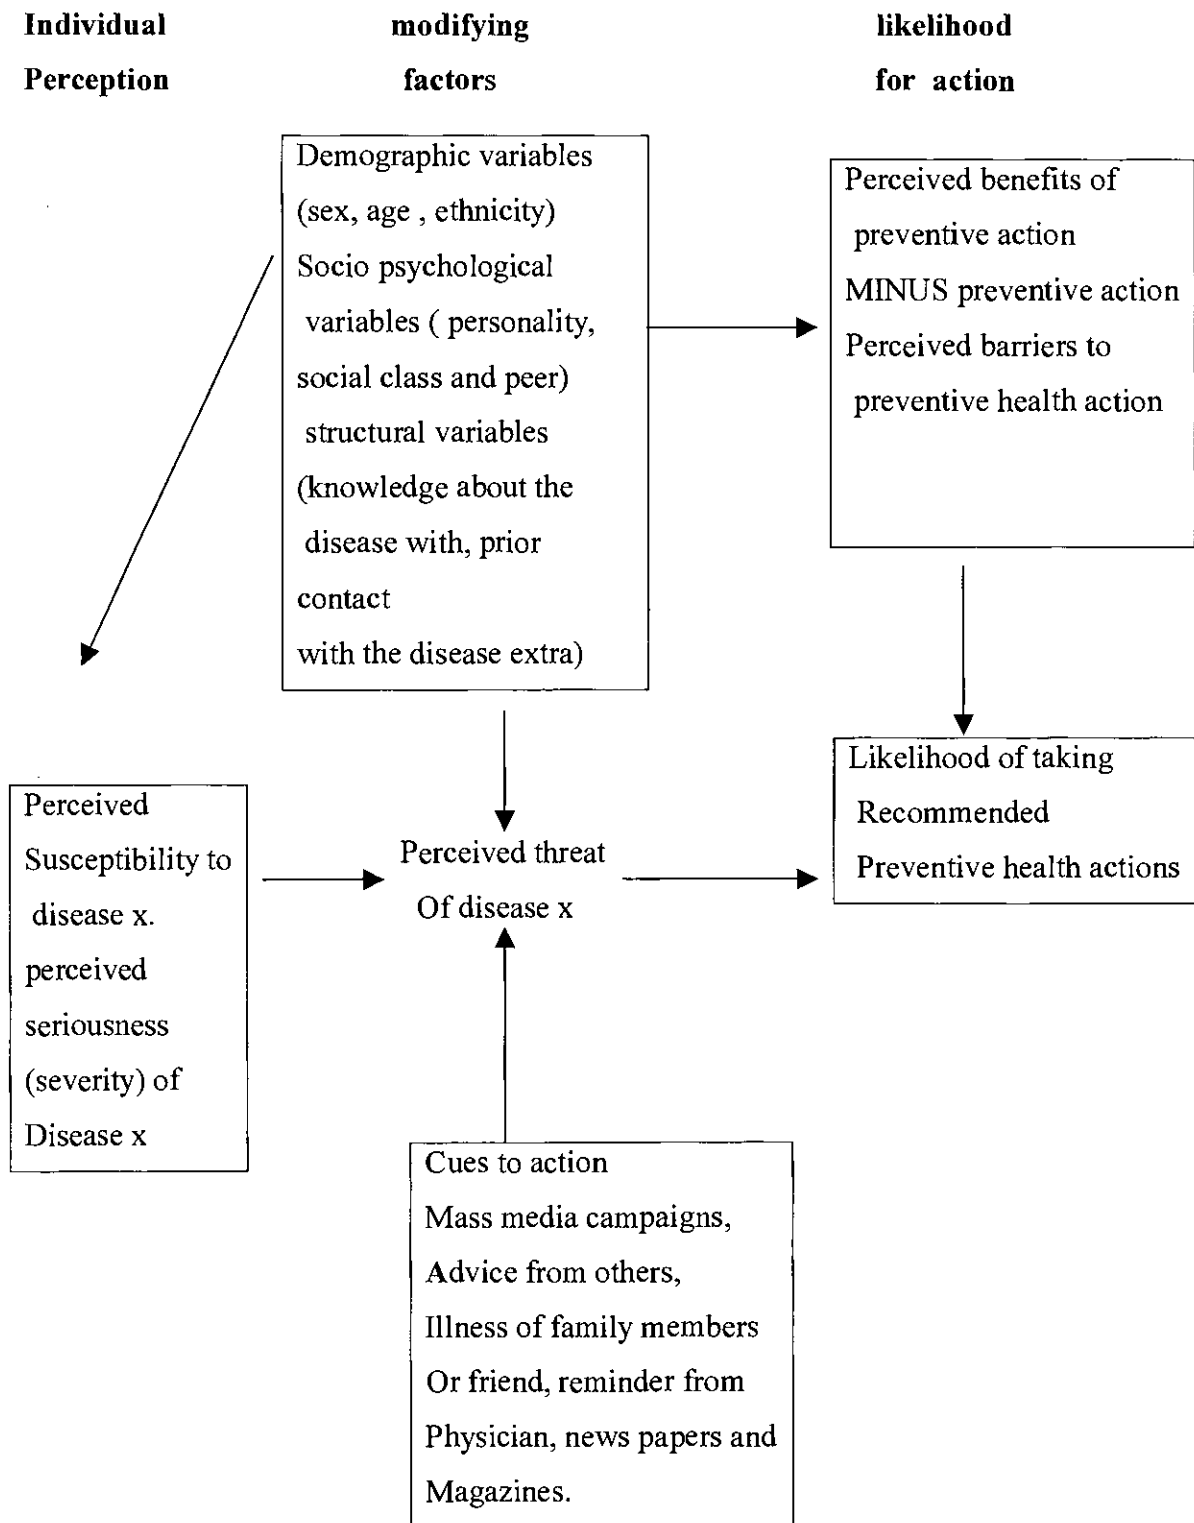 Individual
Perception
modifying
factors
likelihood
for action
Demographic variables
(sex, age , ethnicity)
Socio psychological
variables ( personality,
social class and peer)
structural variables
(knowledge about the
disease with, prior
contact
with the disease extra)
Perceived benefits of
preventive action
MINUS preventive action
Perceived barriers to
preventive health action
Perceived
Susceptibility to
disease x.
perceived
seriousness
(severity) of
Disease x
Perceived threat
Of disease x
Likelihood of taking
Recommended
Preventive health actions
Cues to action
Mass media campaigns,
Advice from others,
Illness of family members
Or friend, reminder from
Physician, news papers and
Magazines.